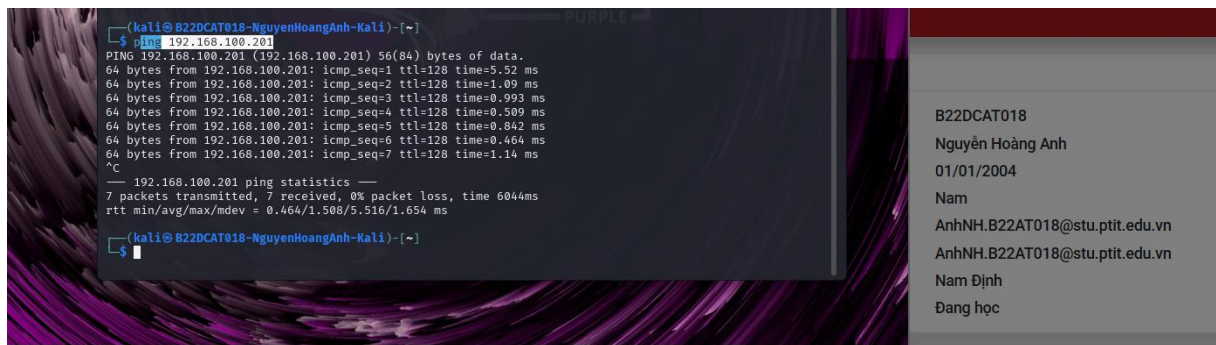 PURPLE
(kali㉿B22DCAT018-NguyenHoangAnh-Kali)-[~]
$ ping 192.168.100.201
PING 192.168.100.201 (192.168.100.201) 56(84) bytes of data.
64 bytes from 192.168.100.201: icmp_seq=1 ttl=128 time=5.52 ms
64 bytes from 192.168.100.201: icmp_seq=2 ttl=128 time=1.09 ms
64 bytes from 192.168.100.201: icmp_seq=3 ttl=128 time=0.993 ms
64 bytes from 192.168.100.201: icmp_seq=4 ttl=128 time=0.509 ms
64 bytes from 192.168.100.201: icmp_seq=5 ttl=128 time=0.842 ms
64 bytes from 192.168.100.201: icmp_seq=6 ttl=128 time=0.464 ms
64 bytes from 192.168.100.201: icmp_seq=7 ttl=128 time=1.14 ms
^C
— 192.168.100.201 ping statistics —
7 packets transmitted, 7 received, 0% packet loss, time 6044ms
rtt min/avg/max/mdev = 0.464/1.508/5.516/1.654 ms
(kali㉿B22DCAT018-NguyenHoangAnh-Kali)-[~]
$
B22DCAT018
Nguyễn Hoàng Anh
01/01/2004
Nam
AnhNH.B22AT018@stu.ptit.edu.vn
AnhNH.B22AT018@stu.ptit.edu.vn
Nam Định
Đang học